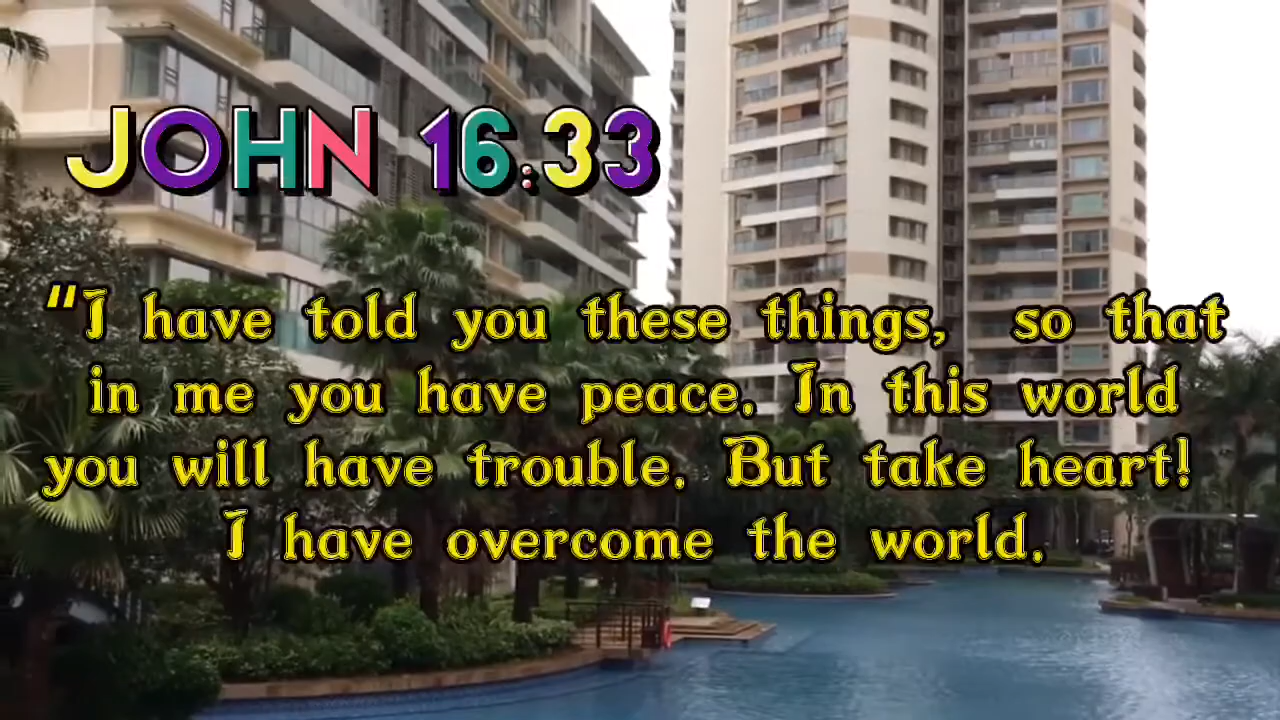 JOHN 16:33
"I have told you these things, so that
in me you have peace. In this world
you will have trouble. But take heart!
I have overcome the world.